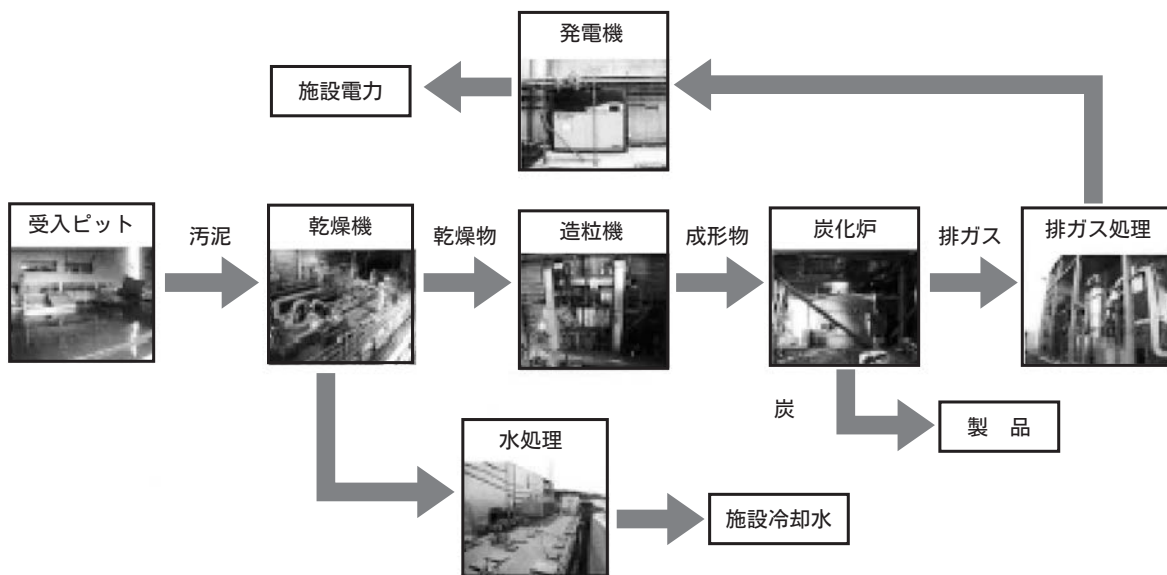 発電機
施設電力
受入ピット
汚泥
乾燥機
乾燥物
造粒機
成形物
炭化炉
排ガス
排ガス処理
炭
製　品
水処理
施設冷却水